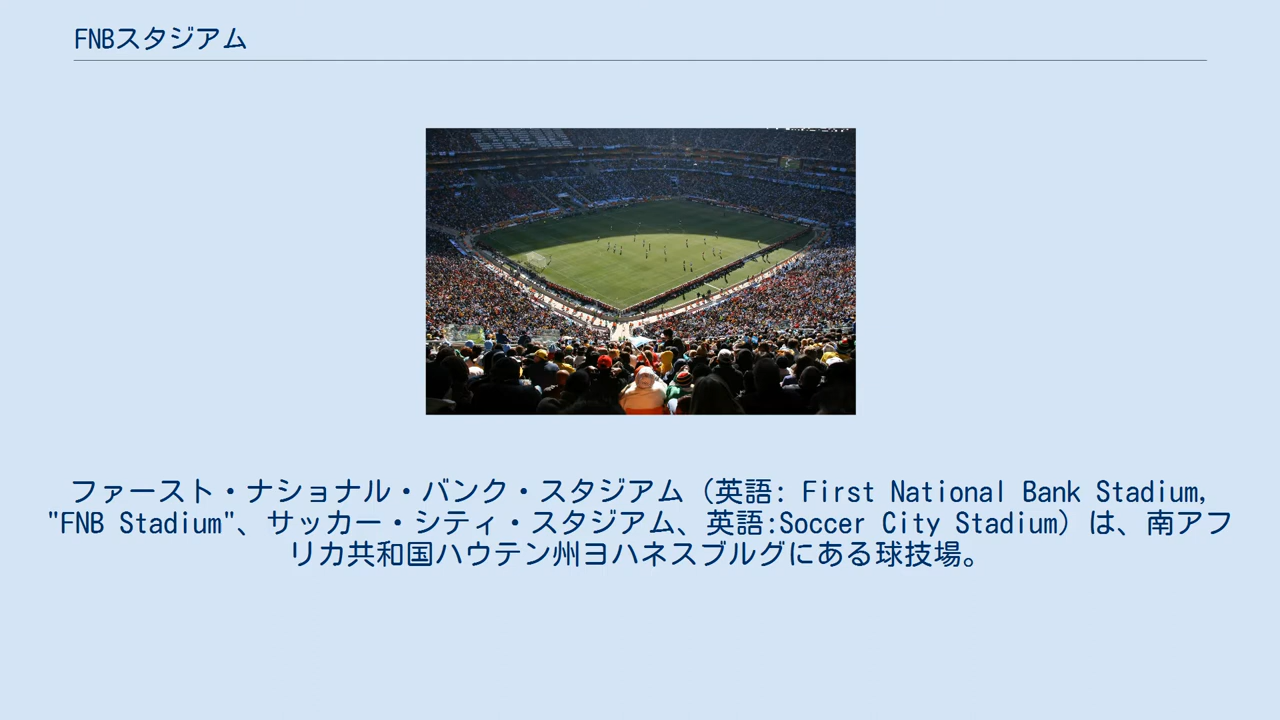 FNBスタジアム
ファースト・ナショナル・バンク・スタジアム（英語: First National Bank Stadium,
"FNB Stadium"、サッカー・シティ・スタジアム、英語:Soccer City Stadium）は、南アフ
リカ共和国ハウテン州ヨハネスブルグにある球技場。